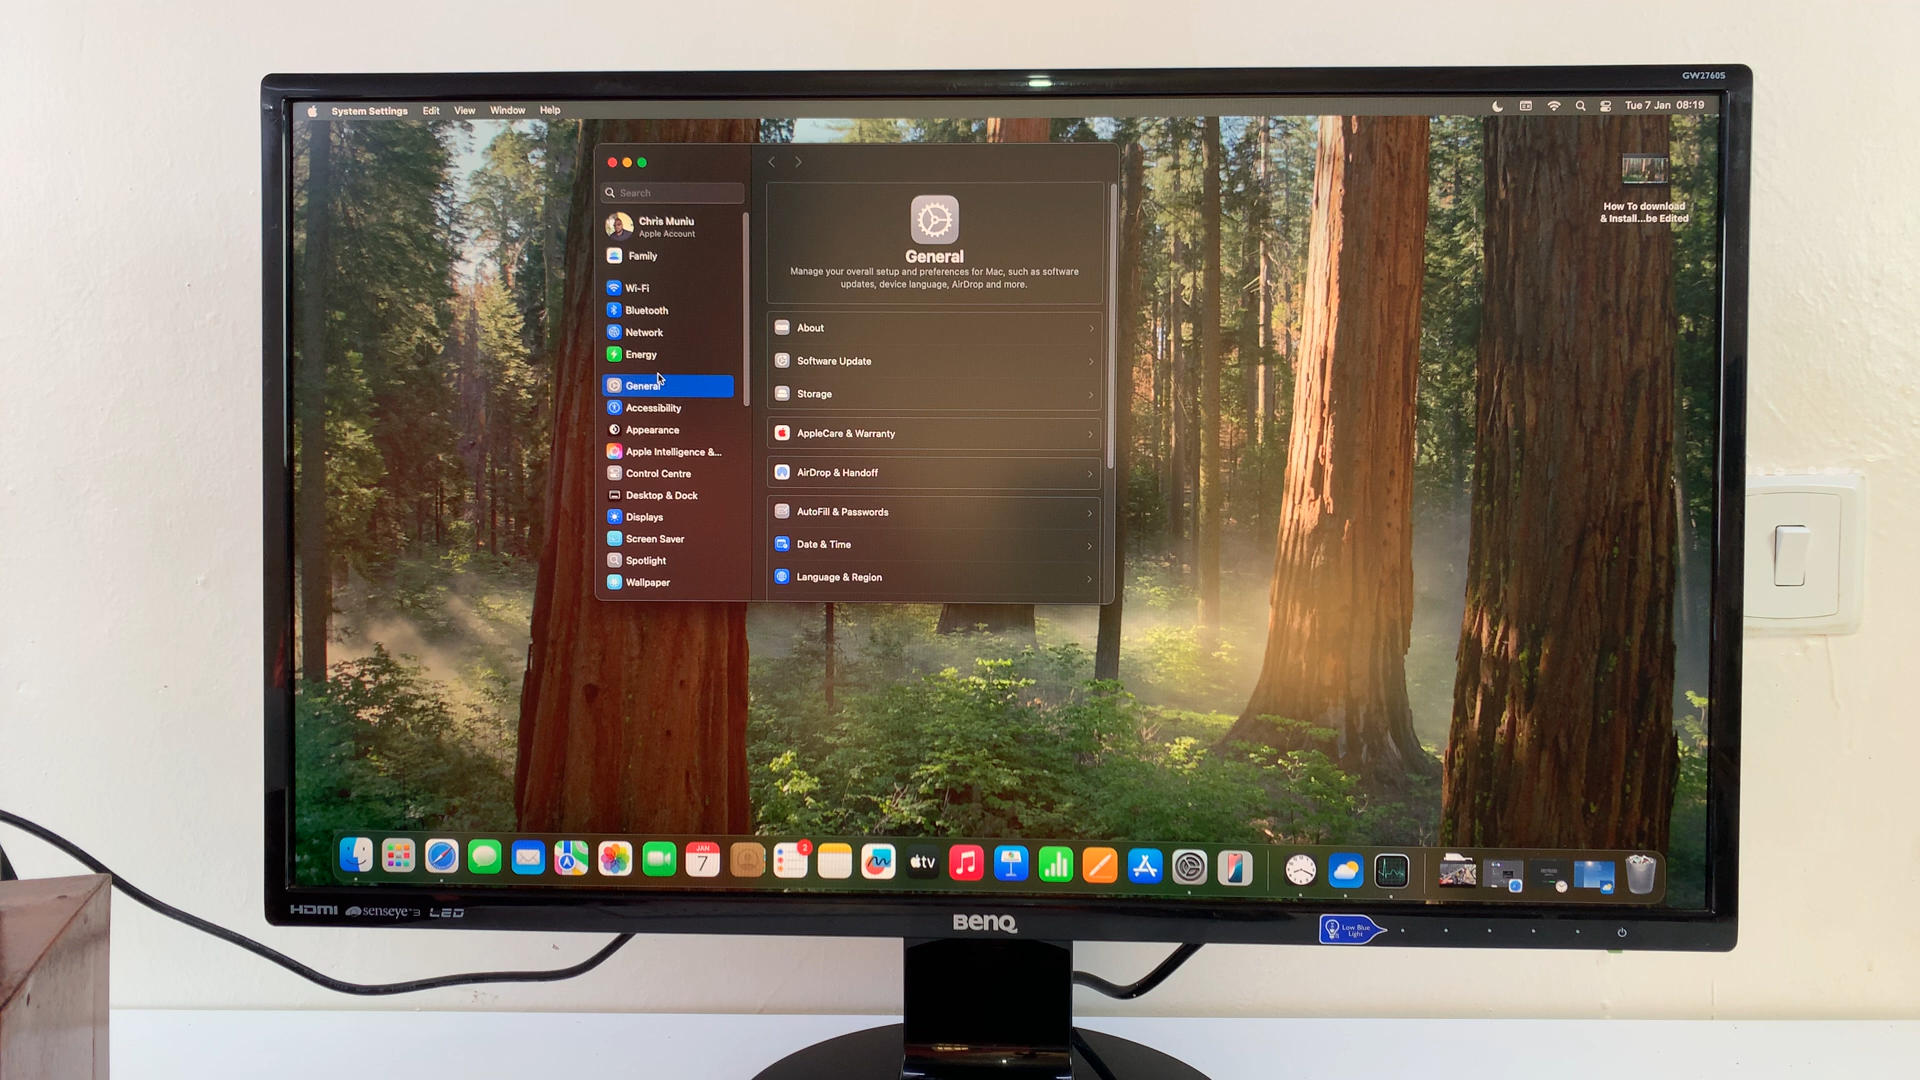 GW2760S
System Settings Edit View Window Help
Tue 7 Jan 08:19
Search
Chris Muniu
Apple Account
Family
Wi-Fi
Bluetooth
Network
Energy
General
Accessibility
Appearance
Apple Intelligence &...
Control Centre
Desktop & Dock
Displays
Screen Saver
Spotlight
Wallpaper
General
Manage your overall setup and preferences for Mac, such as software
updates, device language, AirDrop and more.
About
Software Update
Storage
AppleCare & Warranty
AirDrop & Handoff
AutoFill & Passwords
Date & Time
Language & Region
How To download
& Install...be Edited
JAN
7
2
tv
HDMI senseye 3 LED
BenQ
Low Blue
Light